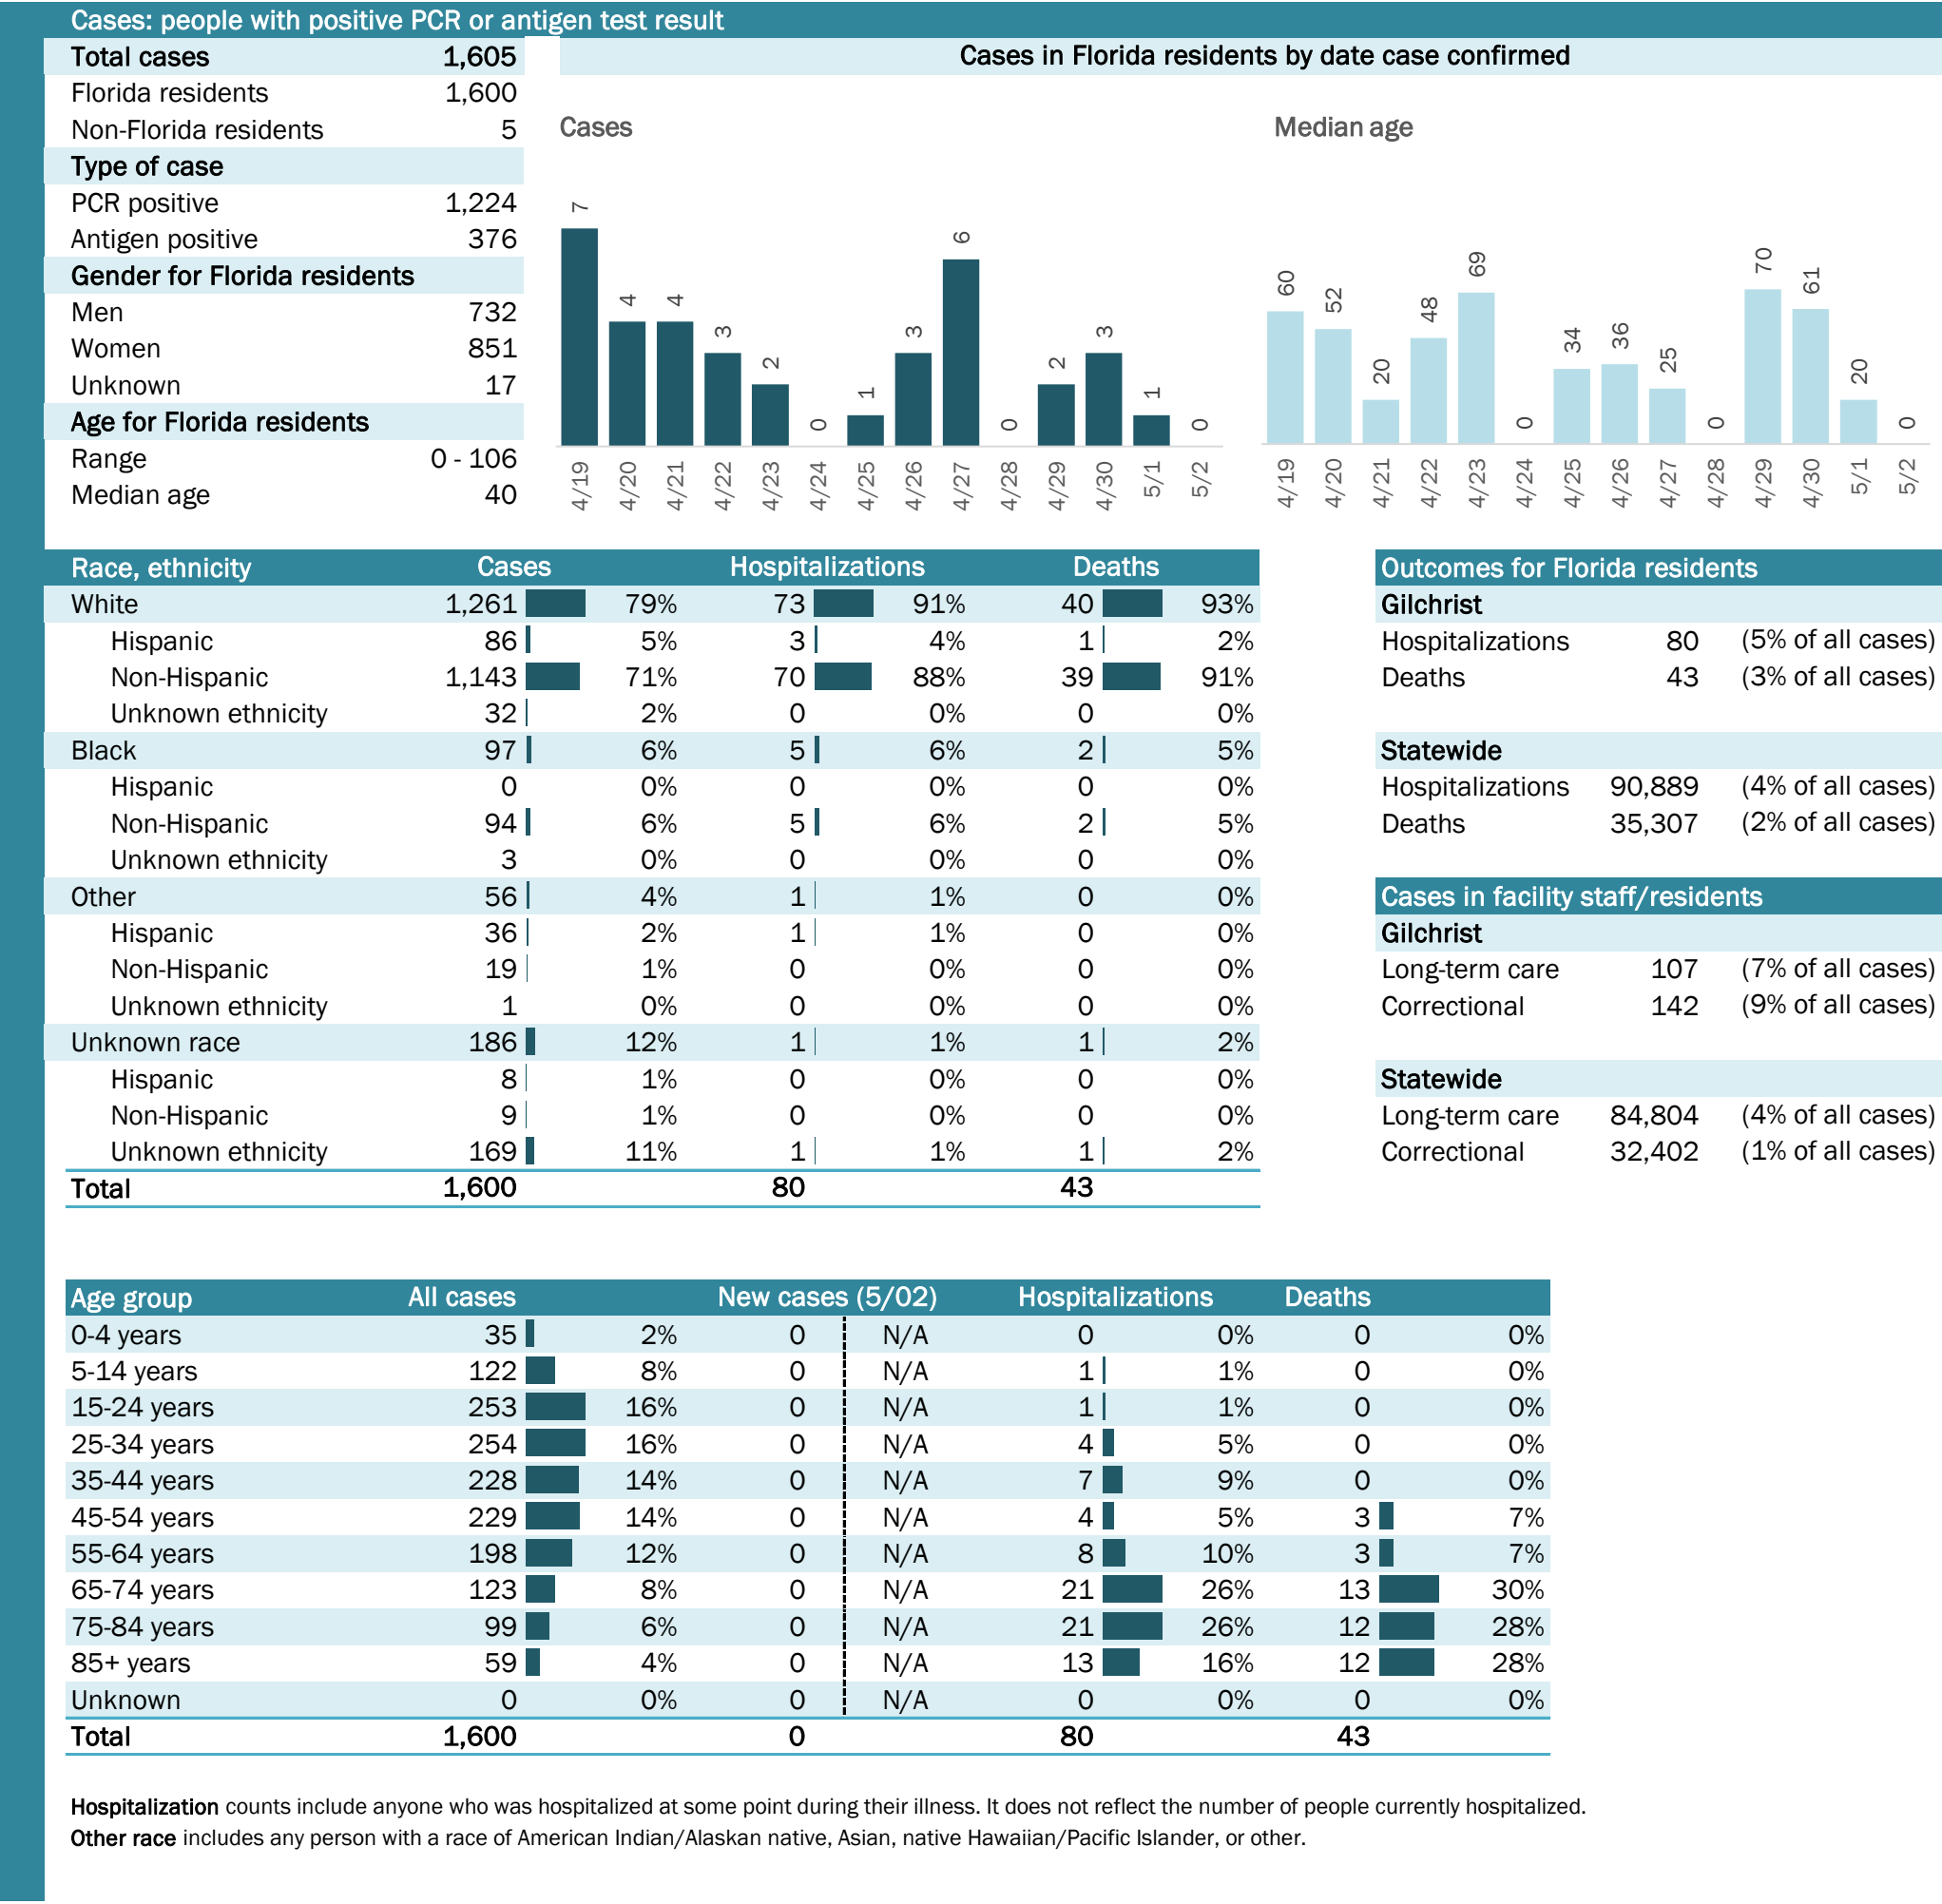 Cases: people with positive PCR or antigen test result
Total cases 1,605
Florida residents 1,600
Non-Florida residents 5
Type of case
PCR positive 1,224
Antigen positive 376
Gender for Florida residents
Men 732
Women 851
Unknown 17
Age for Florida residents
Range 0 - 106
Median age 40
Cases in Florida residents by date case confirmed
Cases
7 4 4 3 2 0 1 3 6 0 2 3 1 0
4/19 4/20 4/21 4/22 4/23 4/24 4/25 4/26 4/27 4/28 4/29 4/30 5/1 5/2
Median age
60 52 20 48 69 0 34 36 25 0 70 61 20 0
4/19 4/20 4/21 4/22 4/23 4/24 4/25 4/26 4/27 4/28 4/29 4/30 5/1 5/2
Race, ethnicity Cases Hospitalizations Deaths
White 1,261 79% 73 91% 40 93%
Hispanic 86 5% 3 4% 1 2%
Non-Hispanic 1,143 71% 70 88% 39 91%
Unknown ethnicity 32 2% 0 0% 0 0%
Black 97 6% 5 6% 2 5%
Hispanic 0 0% 0 0% 0 0%
Non-Hispanic 94 6% 5 6% 2 5%
Unknown ethnicity 3 0% 0 0% 0 0%
Other 56 4% 1 1% 0 0%
Hispanic 36 2% 1 1% 0 0%
Non-Hispanic 19 1% 0 0% 0 0%
Unknown ethnicity 1 0% 0 0% 0 0%
Unknown race 186 12% 1 1% 1 2%
Hispanic 8 1% 0 0% 0 0%
Non-Hispanic 9 1% 0 0% 0 0%
Unknown ethnicity 169 11% 1 1% 1 2%
Total 1,600 80 43
Outcomes for Florida residents
Gilchrist
Hospitalizations 80 (5% of all cases)
Deaths 43 (3% of all cases)
Statewide
Hospitalizations 90,889 (4% of all cases)
Deaths 35,307 (2% of all cases)
Cases in facility staff/residents
Gilchrist
Long-term care 107 (7% of all cases)
Correctional 142 (9% of all cases)
Statewide
Long-term care 84,804 (4% of all cases)
Correctional 32,402 (1% of all cases)
Age group All cases New cases (5/02) Hospitalizations Deaths
0-4 years 35 2% 0 N/A 0 0% 0 0%
5-14 years 122 8% 0 N/A 1 1% 0 0%
15-24 years 253 16% 0 N/A 1 1% 0 0%
25-34 years 254 16% 0 N/A 4 5% 0 0%
35-44 years 228 14% 0 N/A 7 9% 0 0%
45-54 years 229 14% 0 N/A 4 5% 3 7%
55-64 years 198 12% 0 N/A 8 10% 3 7%
65-74 years 123 8% 0 N/A 21 26% 13 30%
75-84 years 99 6% 0 N/A 21 26% 12 28%
85+ years 59 4% 0 N/A 13 16% 12 28%
Unknown 0 0% 0 N/A 0 0% 0 0%
Total 1,600 0 80 43
Hospitalization counts include anyone who was hospitalized at some point during their illness. It does not reflect the number of people currently hospitalized.
Other race includes any person with a race of American Indian/Alaskan native, Asian, native Hawaiian/Pacific Islander, or other.